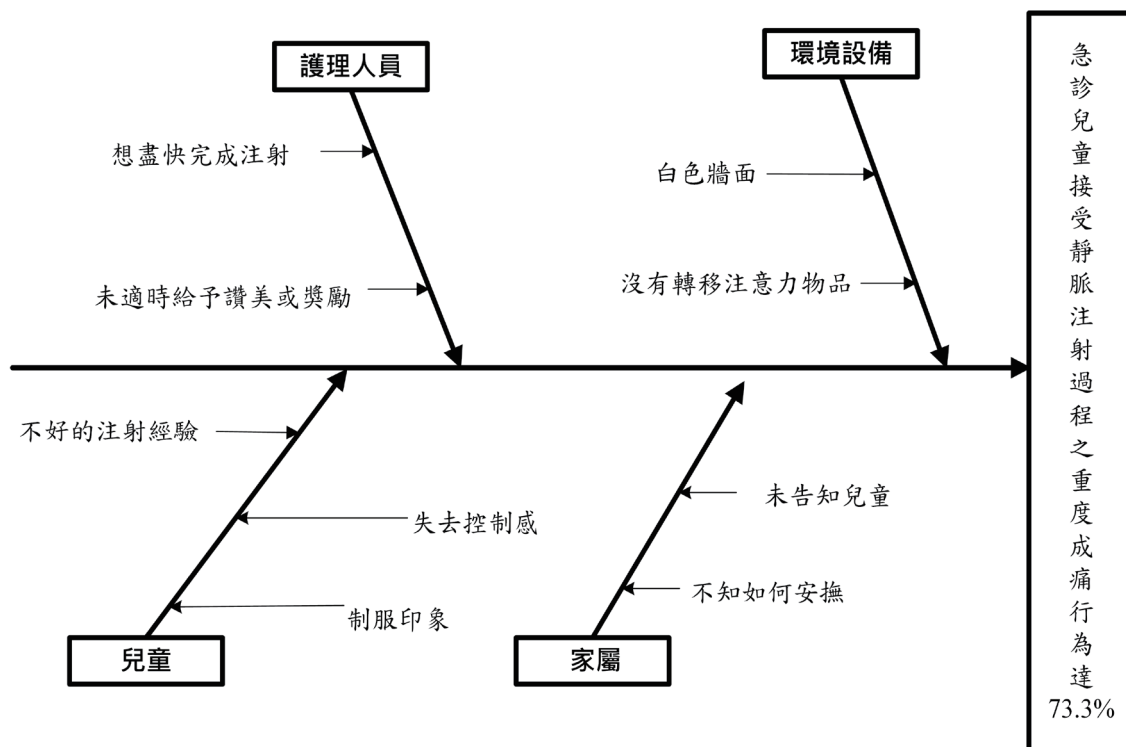 護理人員
環境設備
想盡快完成注射
白色牆面
未適時給予讚美或獎勵
沒有轉移注意力物品
不好的注射經驗
未告知兒童
失去控制感
不知如何安撫
制服印象
兒童
家屬
急診兒童接受靜脈注射過程之重度成痛行為達
73.3%